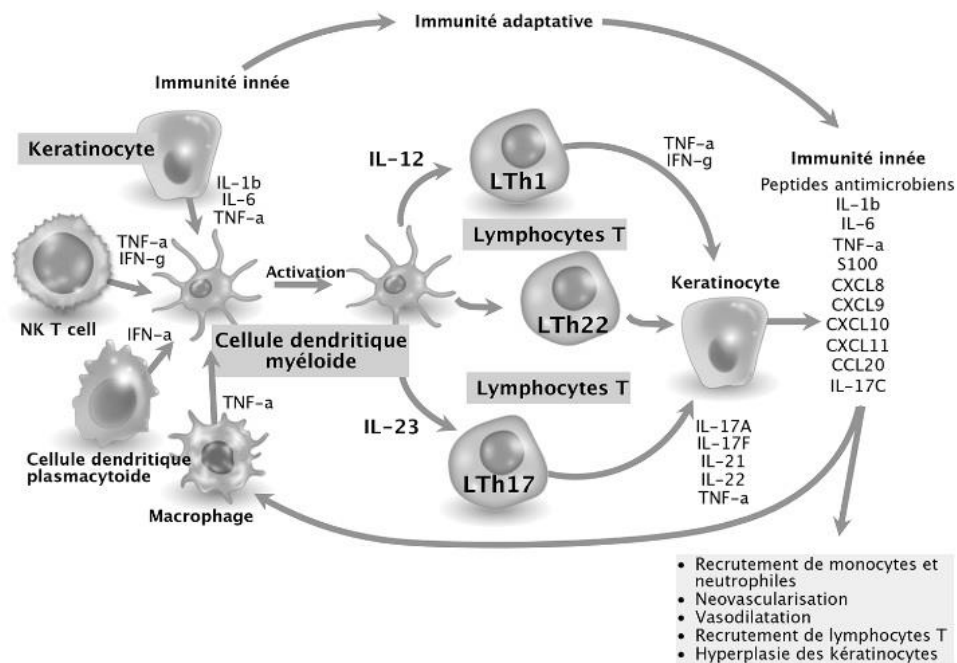 Immunité adaptative
Immunité innée
Keratinocyte
IL-1b
IL-6
TNF-a
TNF-a
IFN-g
NK T cell
IFN-a
Cellule dendritique
plasmacytoide
TNF-a
Macrophage
Activation
Cellule dendritique
myéloide
IL-12
LTh1
Lymphocytes T
LTh22
Lymphocytes T
IL-23
LTh17
TNF-a
IFN-g
Keratinocyte
IL-17A
IL-17F
IL-21
IL-22
TNF-a
Immunité innée
Peptides antimicrobiens
IL-1b
IL-6
TNF-a
S100
CXCL8
CXCL9
CXCL10
CXCL11
CCL20
IL-17C
• Recrutement de monocytes et
neutrophiles
• Neovascularisation
• Vasodilatation
• Recrutement de lymphocytes T
• Hyperplasie des kératinocytes